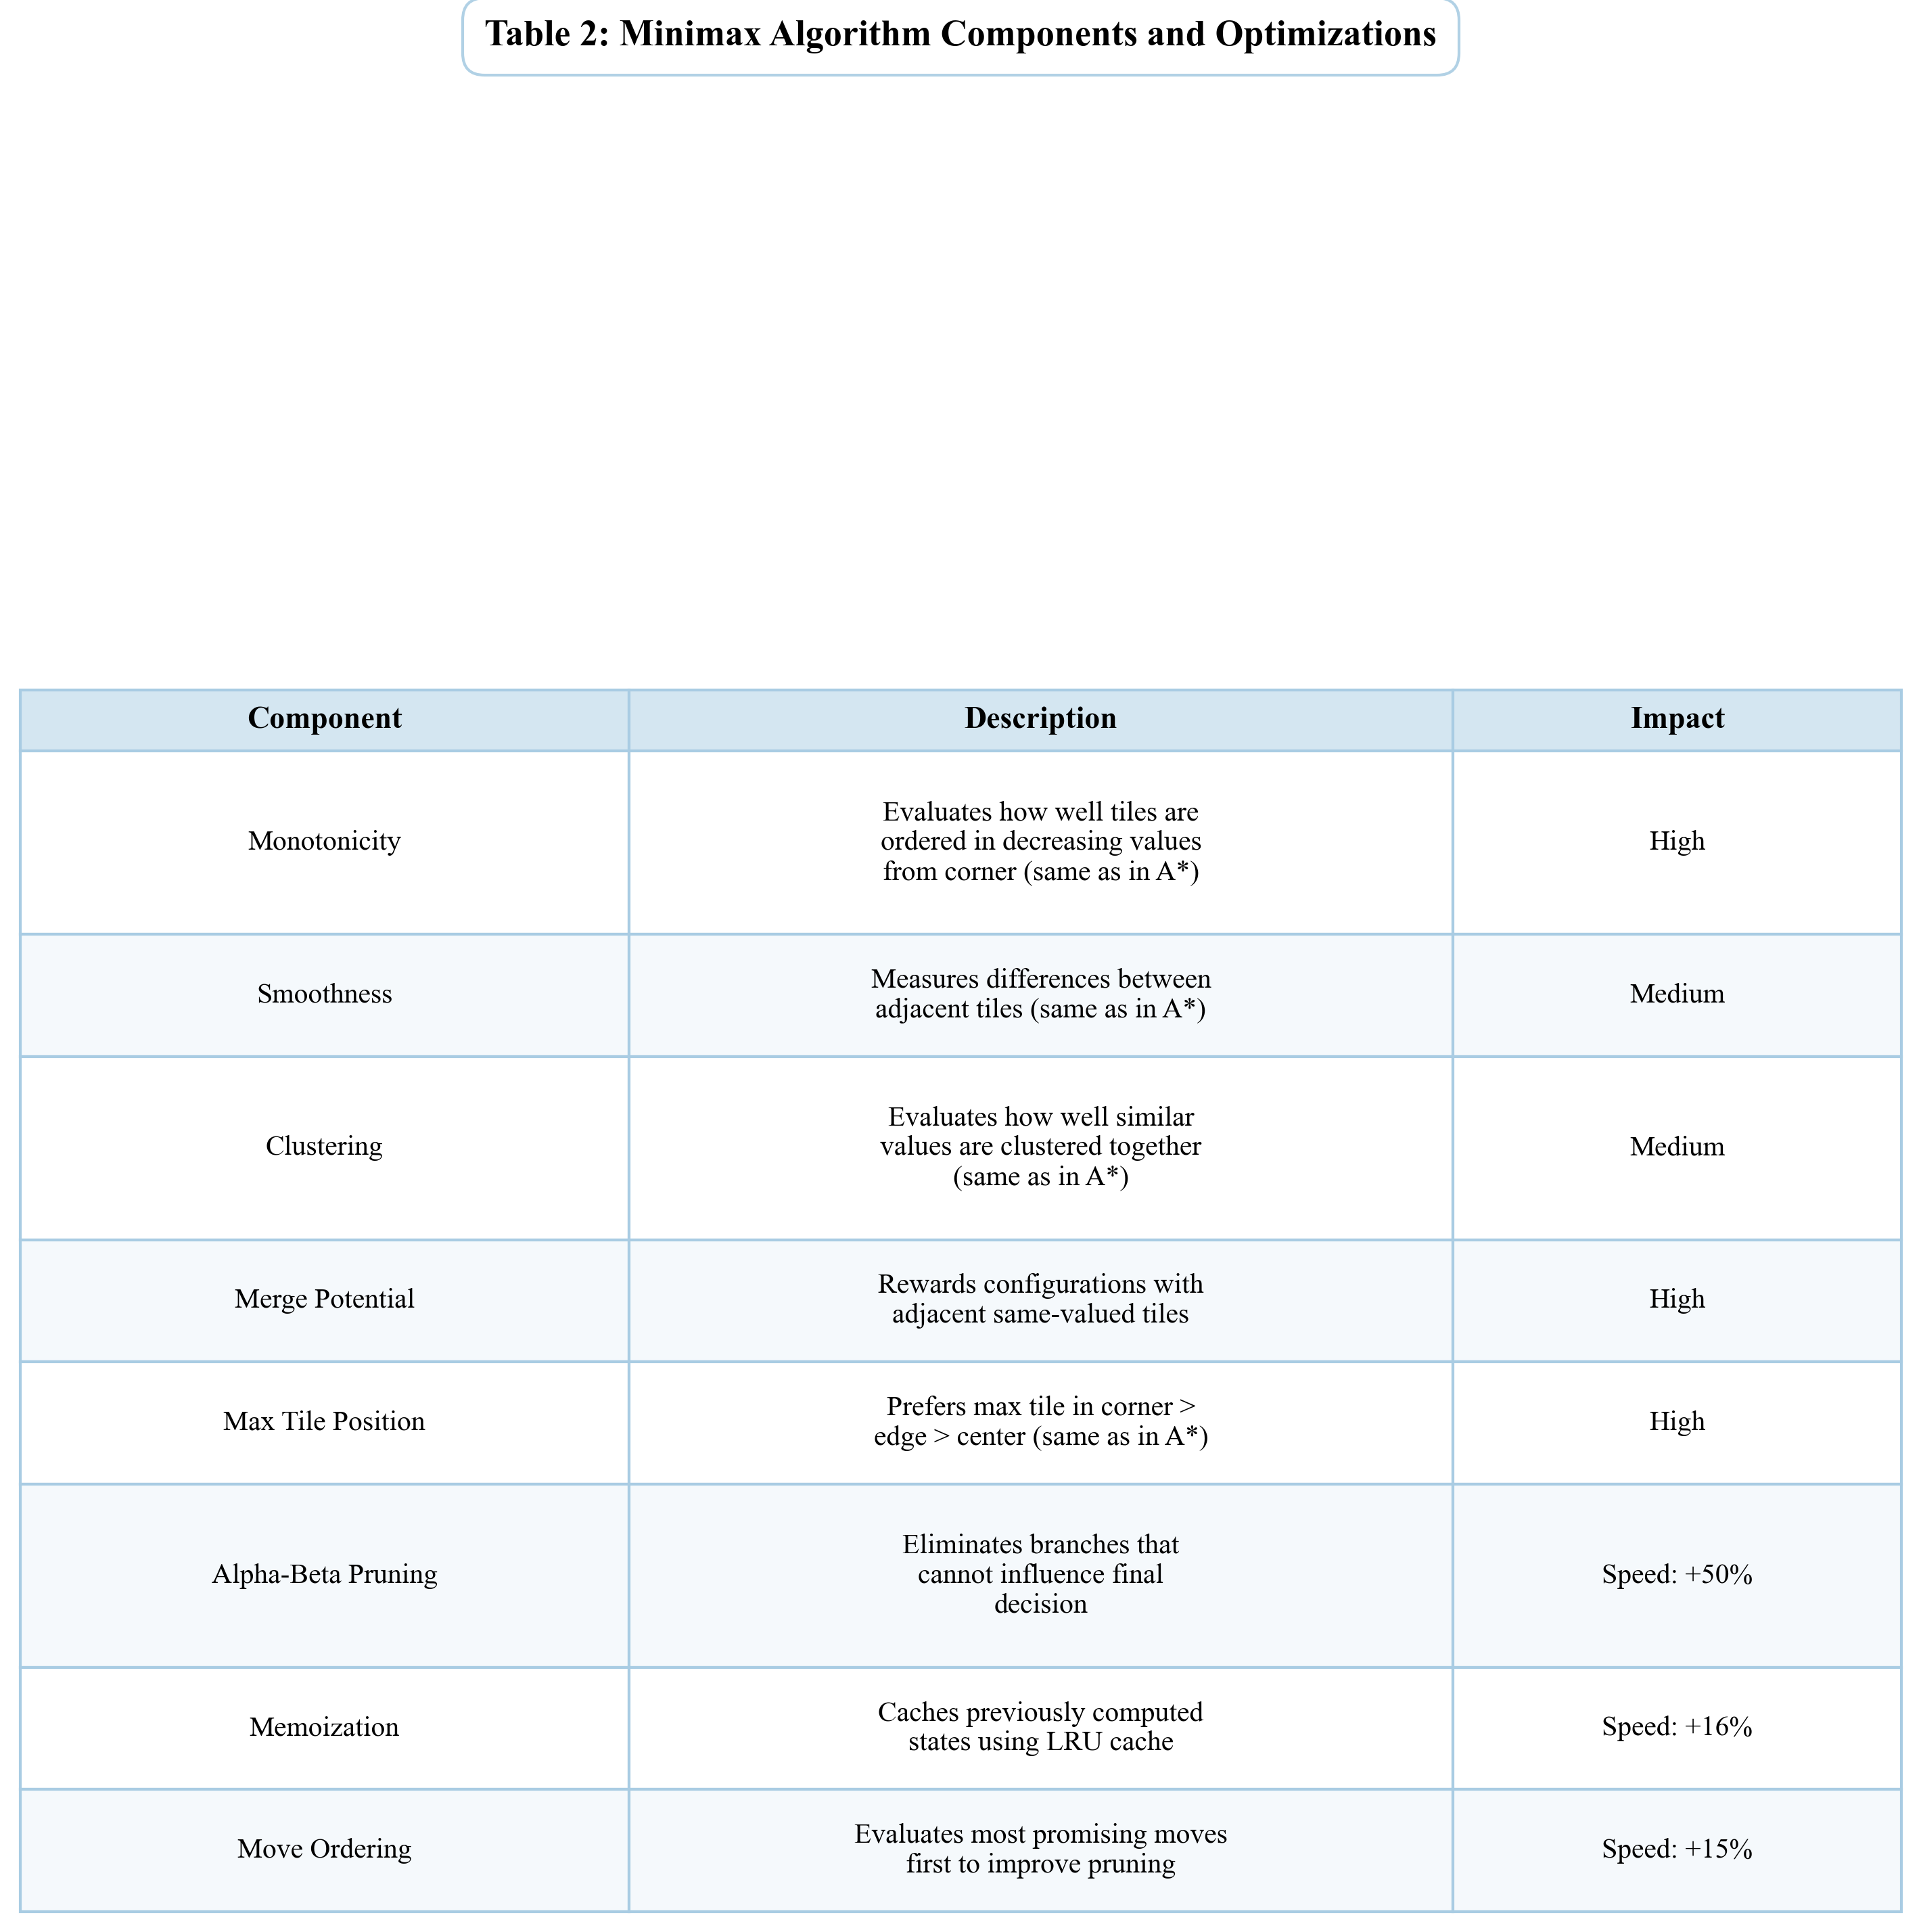 Table 2: Minimax Algorithm Components and Optimizations
Component
Description
Impact
Monotonicity
Evaluates how well tiles are
ordered in decreasing values
from corner (same as in A*)
High
Smoothness
Measures differences between
adjacent tiles (same as in A*)
Medium
Clustering
Evaluates how well similar
values are clustered together
(same as in A*)
Medium
Merge Potential
Rewards configurations with
adjacent same-valued tiles
High
Max Tile Position
Prefers max tile in corner >
edge > center (same as in A*)
High
Alpha-Beta Pruning
Eliminates branches that
cannot influence final
decision
Speed: +50%
Memoization
Caches previously computed
states using LRU cache
Speed: +16%
Move Ordering
Evaluates most promising moves
first to improve pruning
Speed: +15%